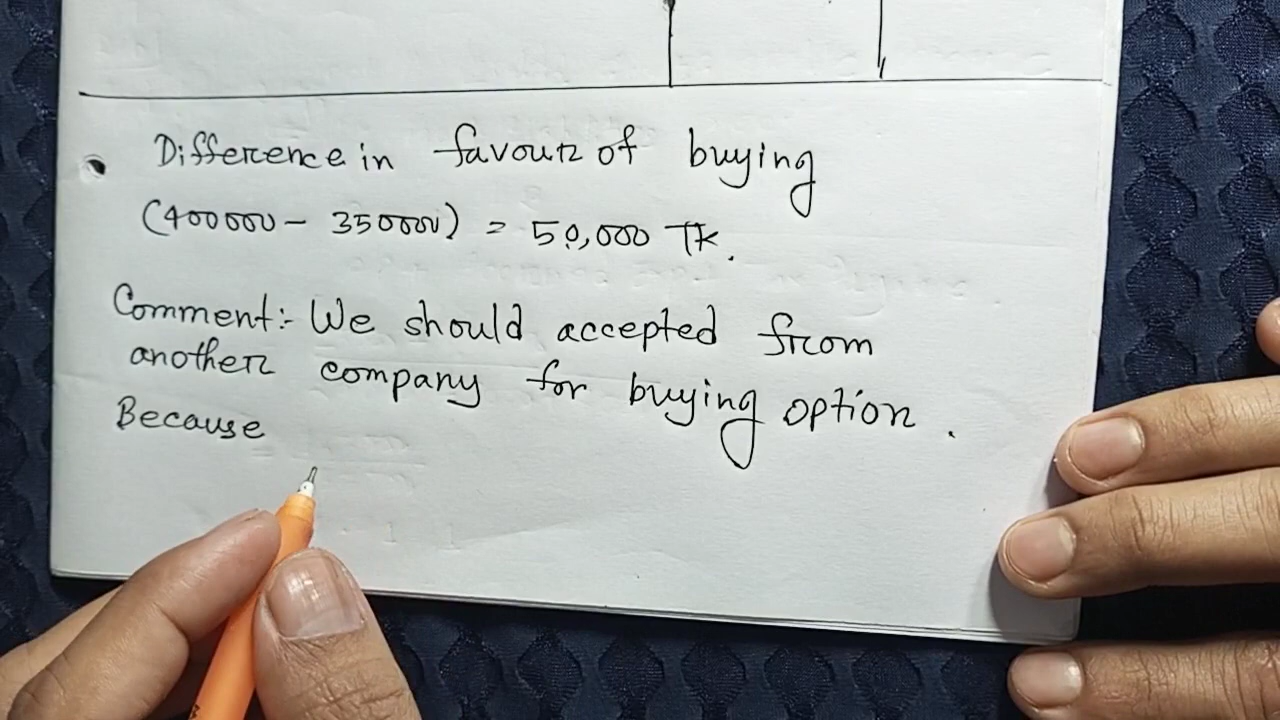 Difference in favour of buying
(400000 - 350000) = 50,000 TK.
Comment:- We should accepted from
another company for buying option.
Because